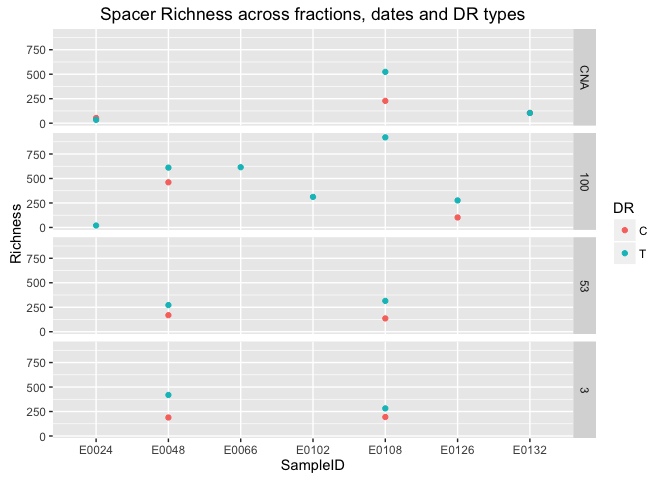 Spacer Richness across fractions, dates and DR types
Richness
750
500
250
0
CNA
750
500
250
0
100
750
500
250
0
53
750
500
250
0
3
E0024 E0048 E0066 E0102 E0108 E0126 E0132
SampleID
DR
C
T